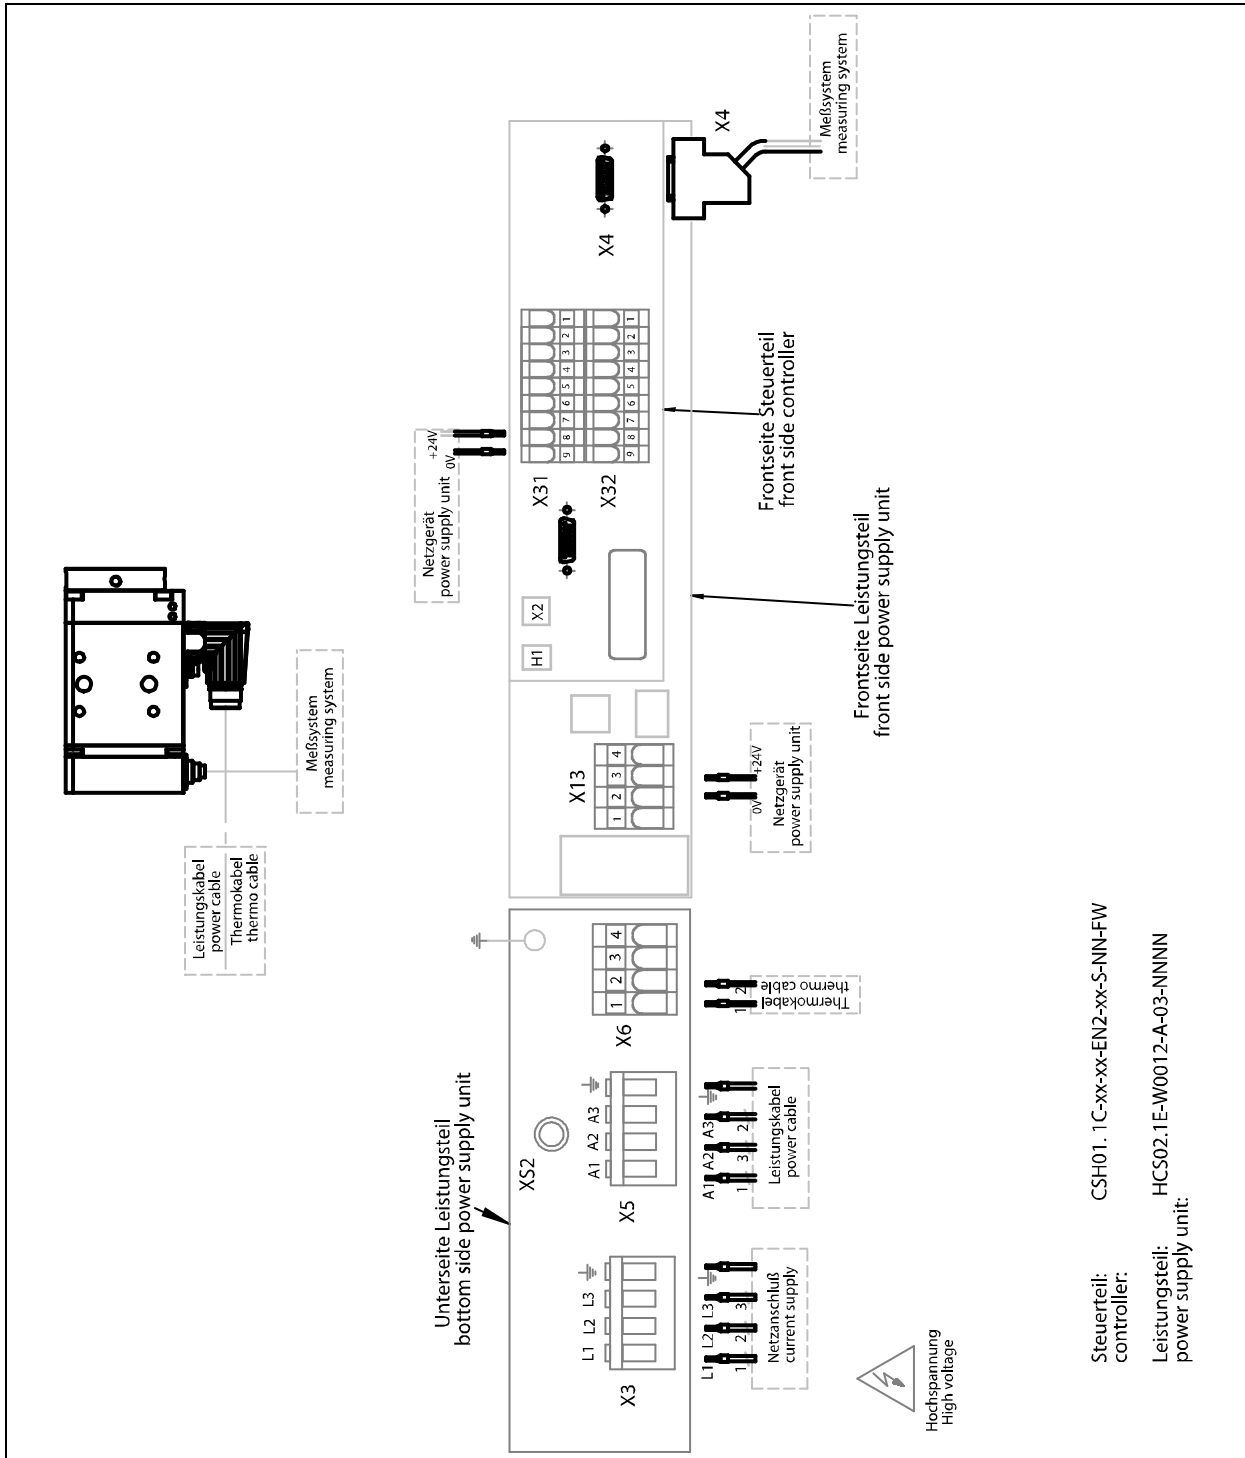 Leistungskabel
power cable
Thermokabel
thermo cable
Meßsystem
measuring system
Netzgerät
power supply unit
0V
+24V
Meßsystem
measuring system
X4
X4
X31
9 8 7 6 5 4 3 2 1
X32
9 8 7 6 5 4 3 2 1
H1
X2
Frontseite Steuerteil
front side controller
Frontseite Leistungsteil
front side power supply unit
X13
1 2 3 4
0V
+24V
Netzgerät
power supply unit
Unterseite Leistungsteil
bottom side power supply unit
XS2
X6
1 2 3 4
1 2
Thermokabel
thermo cable
X5
A1 A2 A3
A1 A2 A3
1 3 2
Leistungskabel
power cable
X3
L1 L2 L3
L1 L2 L3
1 2 3
Netzanschluß
current supply
Hochspannung
High voltage
Steuerteil:
controller:
CSH01. 1C-xx-xx-EN2-xx-S-NN-FW
Leistungsteil:
power supply unit:
HCS02.1E-W0012-A-03-NNNN